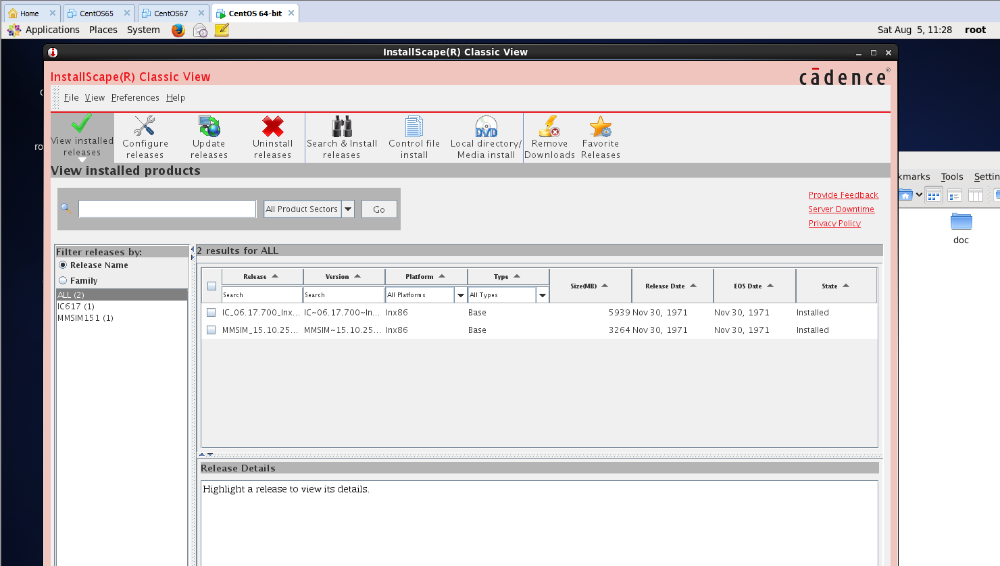 Home
CentOS65
CentOS67
CentOS 64-bit
Applications Places System
Sat Aug 5, 11:28 root
InstallScape(R) Classic View
InstallScape(R) Classic View
cādence®
File View Preferences Help
View installed releases
Configure releases
Update releases
Uninstall releases
Search & Install releases
Control file install
Local directory/ Media install
Remove Downloads
Favorite Releases
View installed products
All Product Sectors
Go
Provide Feedback
Server Downtime
Privacy Policy
kmarks Tools Settin
doc
Filter releases by:
Release Name
Family
ALL (2)
IC617 (1)
MMSIM151 (1)
2 results for ALL
Release Version Platform Type Size(MB) Release Date EOS Date State
Search Search All Platforms All Types
IC_06.17.700_lnx... IC~06.17.700~ln... lnx86 Base 5939 Nov 30, 1971 Nov 30, 1971 Installed
MMSIM_15.10.25... MMSIM~15.10.25... lnx86 Base 3264 Nov 30, 1971 Nov 30, 1971 Installed
Release Details
Highlight a release to view its details.